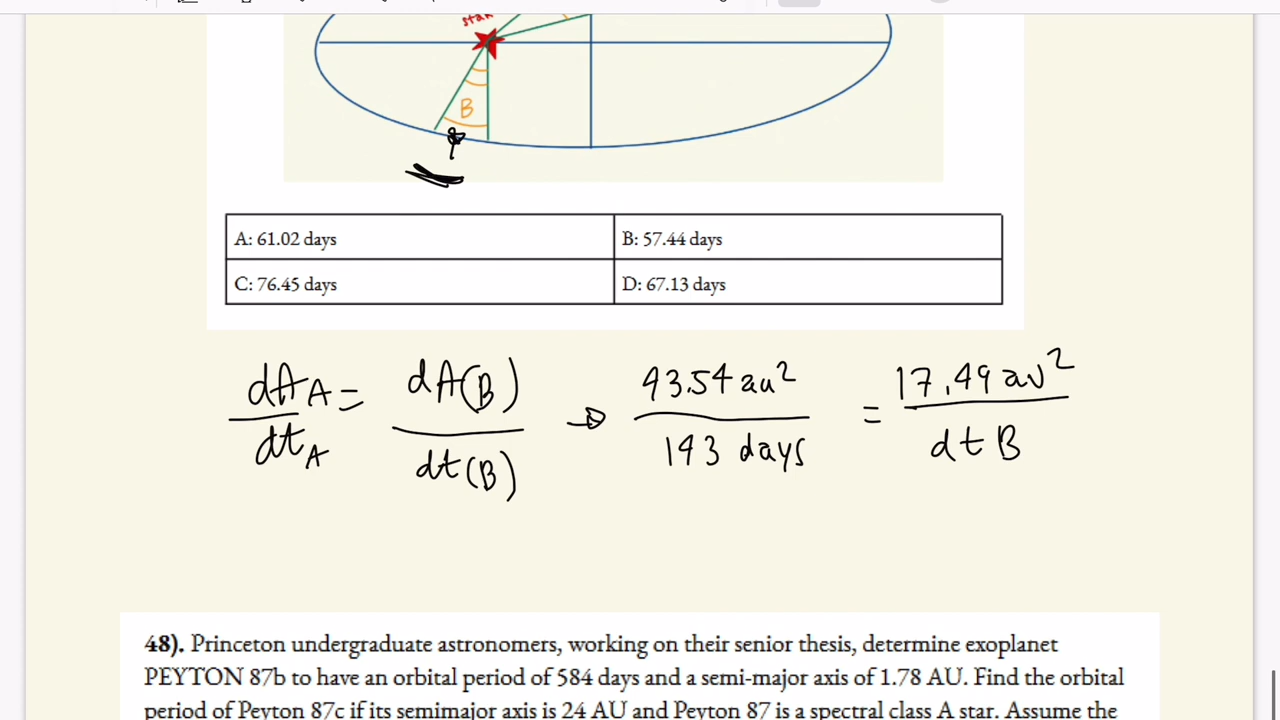 star
B
A: 61.02 days
B: 57.44 days
C: 76.45 days
D: 67.13 days
dA A = dA(B) → 43.54 au² = 17.49 au²
dt A dt(B) 143 days dt B
48). Princeton undergraduate astronomers, working on their senior thesis, determine exoplanet
PEYTON 87b to have an orbital period of 584 days and a semi-major axis of 1.78 AU. Find the orbital
period of Peyton 87c if its semimajor axis is 24 AU and Peyton 87 is a spectral class A star. Assume the